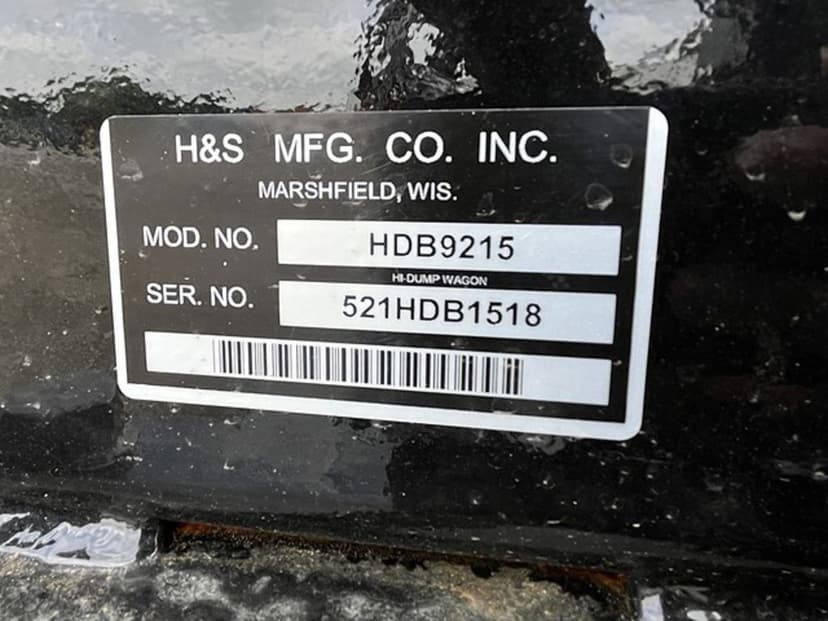 H&S MFG. CO. INC.
MARSHFIELD, WIS.
MOD. NO. HDB9215
HI-DUMP WAGON
SER. NO. 521HDB1518